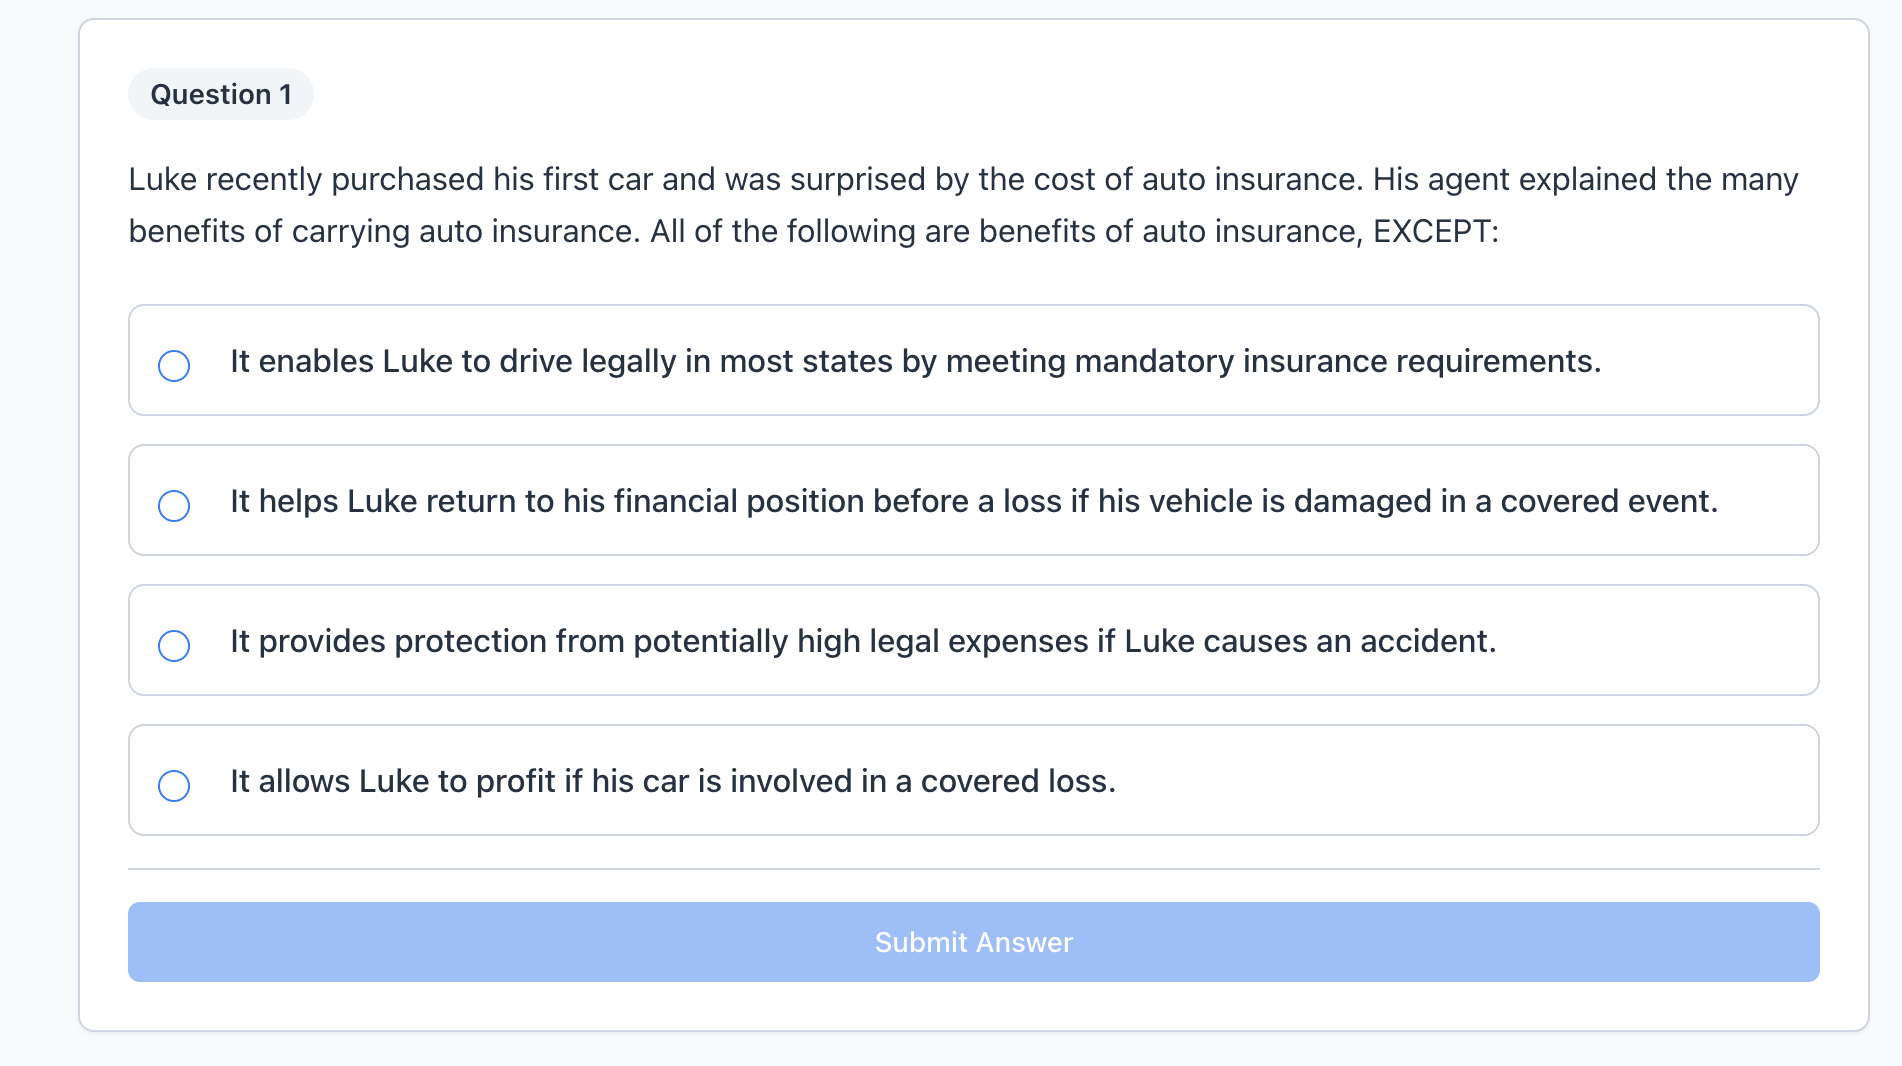 Question 1
Luke recently purchased his first car and was surprised by the cost of auto insurance. His agent explained the many
benefits of carrying auto insurance. All of the following are benefits of auto insurance, EXCEPT:
It enables Luke to drive legally in most states by meeting mandatory insurance requirements.
It helps Luke return to his financial position before a loss if his vehicle is damaged in a covered event.
It provides protection from potentially high legal expenses if Luke causes an accident.
It allows Luke to profit if his car is involved in a covered loss.
Submit Answer